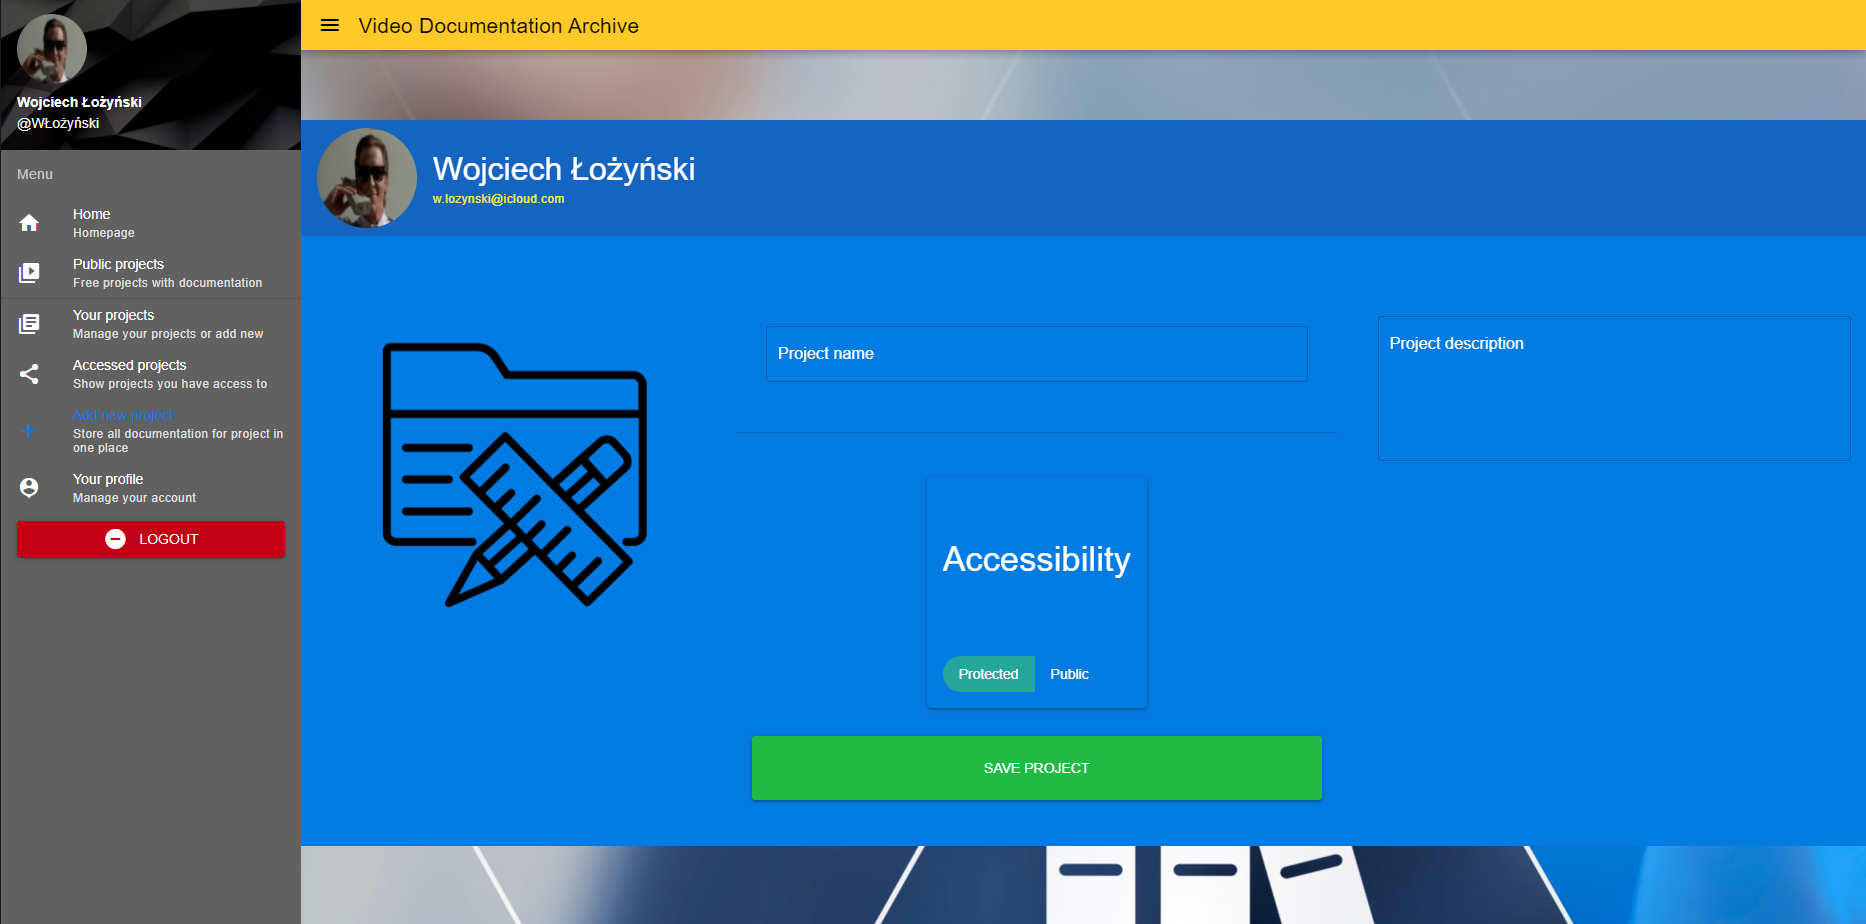 Wojciech Łożyński
@WŁożyński
Menu
Home
Homepage
Public projects
Free projects with documentation
Your projects
Manage your projects or add new
Accessed projects
Show projects you have access to
Add new project
Store all documentation for project in
one place
Your profile
Manage your account
LOGOUT
Video Documentation Archive
Wojciech Łożyński
w.lozynski@icloud.com
Project name
Project description
Accessibility
Protected Public
SAVE PROJECT